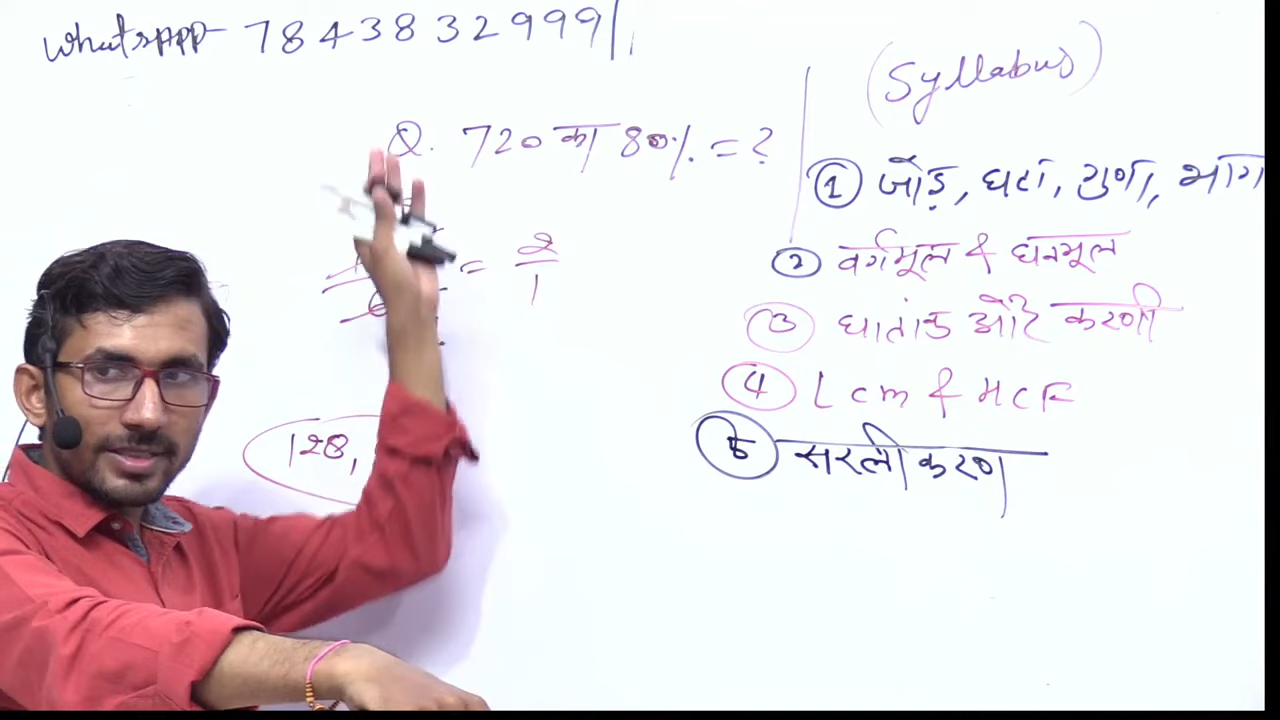 Whatsapp - 7843832999
(Syllabus)
Q. 720 का 80% = ?
① जोड़, घटा, गुणा, भाग
② वर्गमूल & घनमूल
= 2/1
③ घातांक और करणी
④ Lcm & HCF
128,
⑤ सरलीकरण